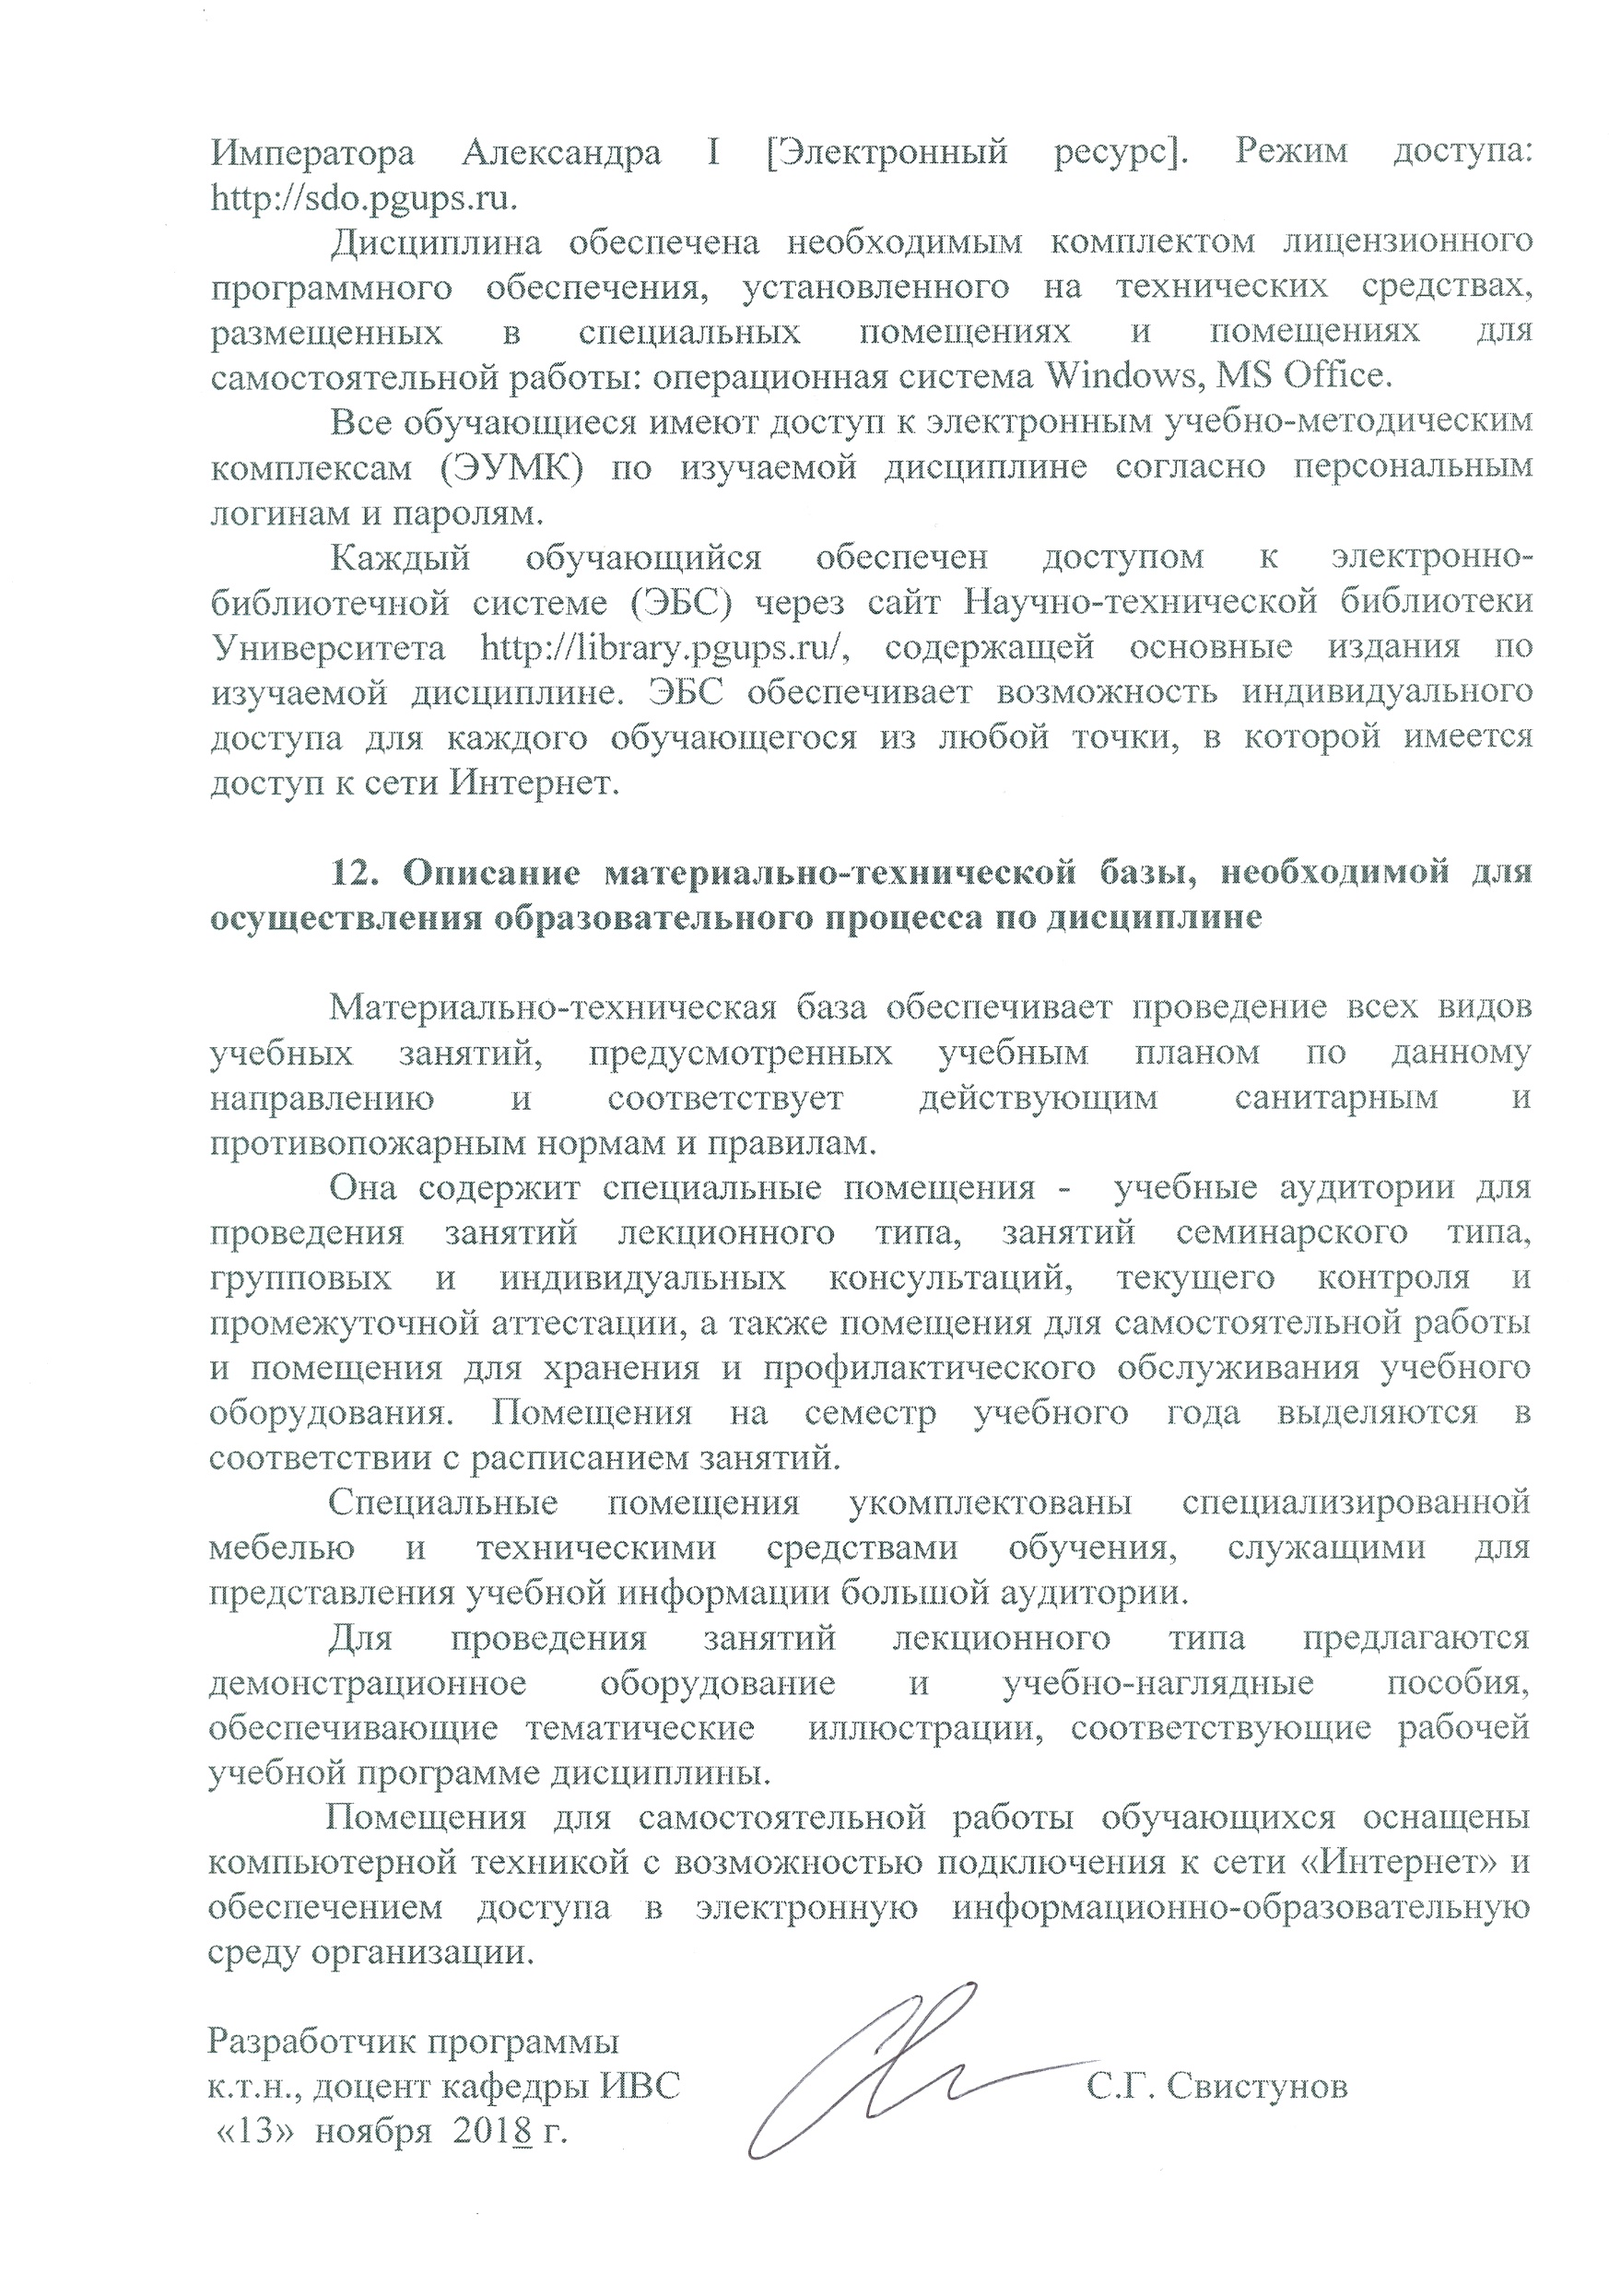 Императора Александра I [Электронный ресурс]. Режим доступа:
http://sdo.pgups.ru.
Дисциплина обеспечена необходимым комплектом лицензионного
программного обеспечения, установленного на технических средствах,
размещенных в специальных помещениях и помещениях для
самостоятельной работы: операционная система Windows, MS Office.
Все обучающиеся имеют доступ к электронным учебно-методическим
комплексам (ЭУМК) по изучаемой дисциплине согласно персональным
логинам и паролям.
Каждый обучающийся обеспечен доступом к электронно-
библиотечной системе (ЭБС) через сайт Научно-технической библиотеки
Университета http://library.pgups.ru/, содержащей основные издания по
изучаемой дисциплине. ЭБС обеспечивает возможность индивидуального
доступа для каждого обучающегося из любой точки, в которой имеется
доступ к сети Интернет.
12. Описание материально-технической базы, необходимой для
осуществления образовательного процесса по дисциплине
Материально-техническая база обеспечивает проведение всех видов
учебных занятий, предусмотренных учебным планом по данному
направлению и соответствует действующим санитарным и
противопожарным нормам и правилам.
Она содержит специальные помещения - учебные аудитории для
проведения занятий лекционного типа, занятий семинарского типа,
групповых и индивидуальных консультаций, текущего контроля и
промежуточной аттестации, а также помещения для самостоятельной работы
и помещения для хранения и профилактического обслуживания учебного
оборудования. Помещения на семестр учебного года выделяются в
соответствии с расписанием занятий.
Специальные помещения укомплектованы специализированной
мебелью и техническими средствами обучения, служащими для
представления учебной информации большой аудитории.
Для проведения занятий лекционного типа предлагаются
демонстрационное оборудование и учебно-наглядные пособия,
обеспечивающие тематические иллюстрации, соответствующие рабочей
учебной программе дисциплины.
Помещения для самостоятельной работы обучающихся оснащены
компьютерной техникой с возможностью подключения к сети «Интернет» и
обеспечением доступа в электронную информационно-образовательную
среду организации.
Разработчик программы
к.т.н., доцент кафедры ИВС С.Г. Свистунов
«13» ноября 2018 г.